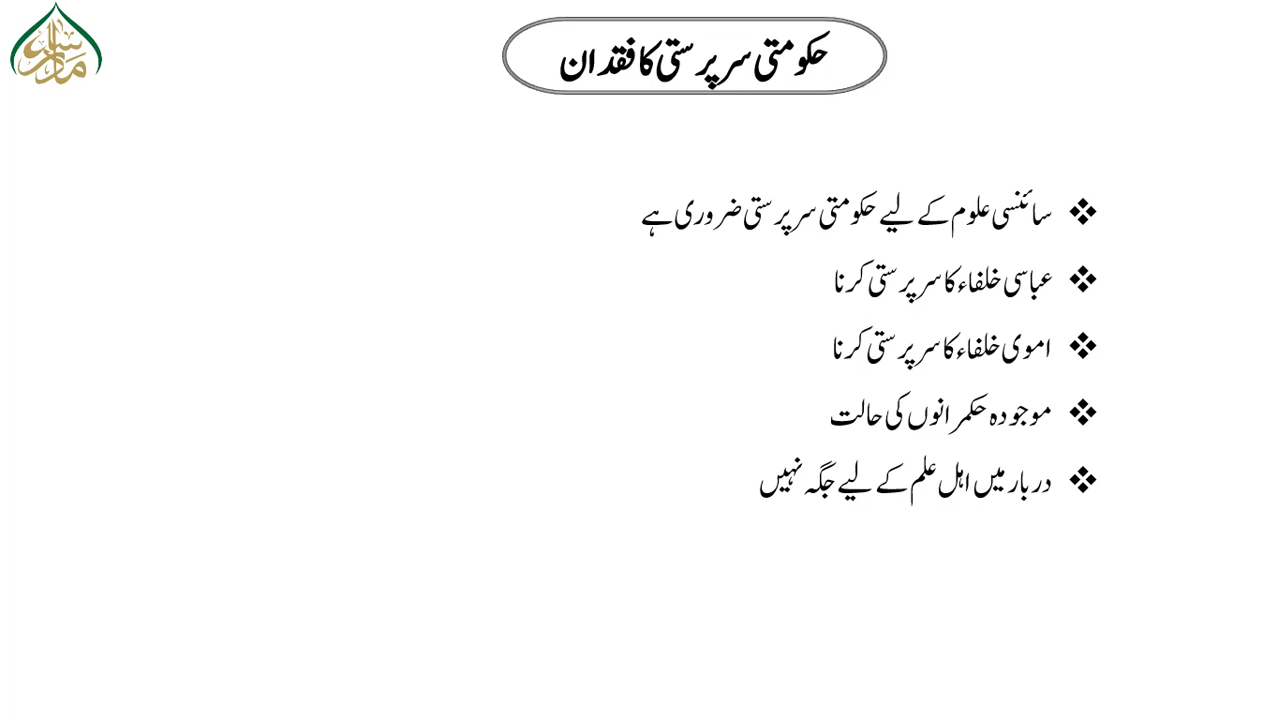 حکومتی سرپرستی کا فقدان
سائنسی علوم کے لیے حکومتی سرپرستی ضروری ہے
عباسی خلفاء کا سرپرستی کرنا
اموی خلفاء کا سرپرستی کرنا
موجودہ حکمرانوں کی حالت
دربار میں اہل علم کے لیے جگہ نہیں